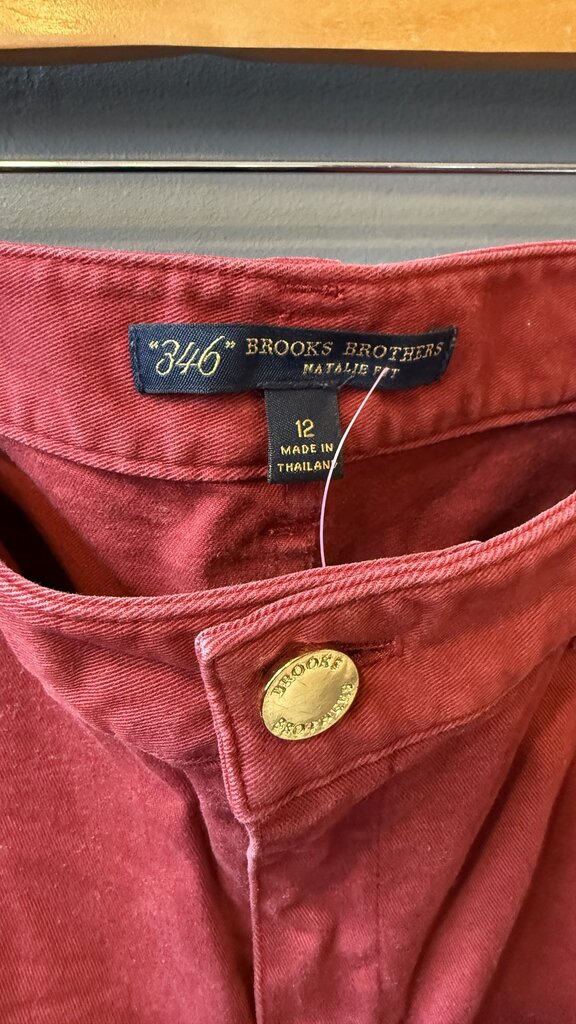 "346" BROOKS BROTHERS
NATALIE FIT
12
MADE IN
THAILAND
BROOKS
BROTHERS